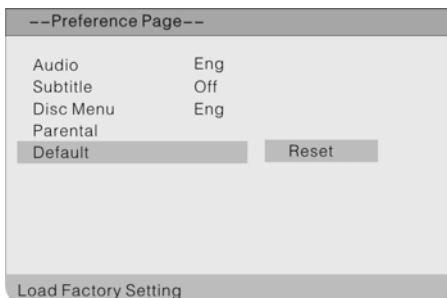 --Preference Page--
Audio Eng
Subtitle Off
Disc Menu Eng
Parental
Default Reset
Load Factory Setting